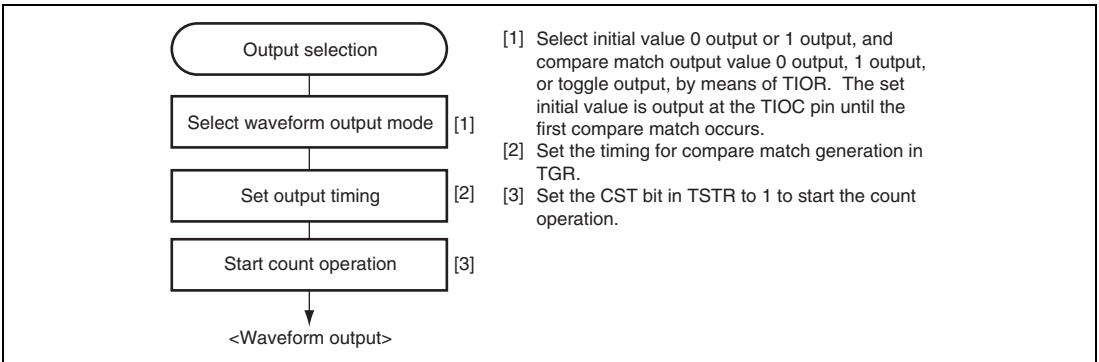 Output selection
Select waveform output mode [1]
Set output timing [2]
Start count operation [3]
<Waveform output>
[1] Select initial value 0 output or 1 output, and
compare match output value 0 output, 1 output,
or toggle output, by means of TIOR. The set
initial value is output at the TIOC pin until the
first compare match occurs.
[2] Set the timing for compare match generation in
TGR.
[3] Set the CST bit in TSTR to 1 to start the count
operation.